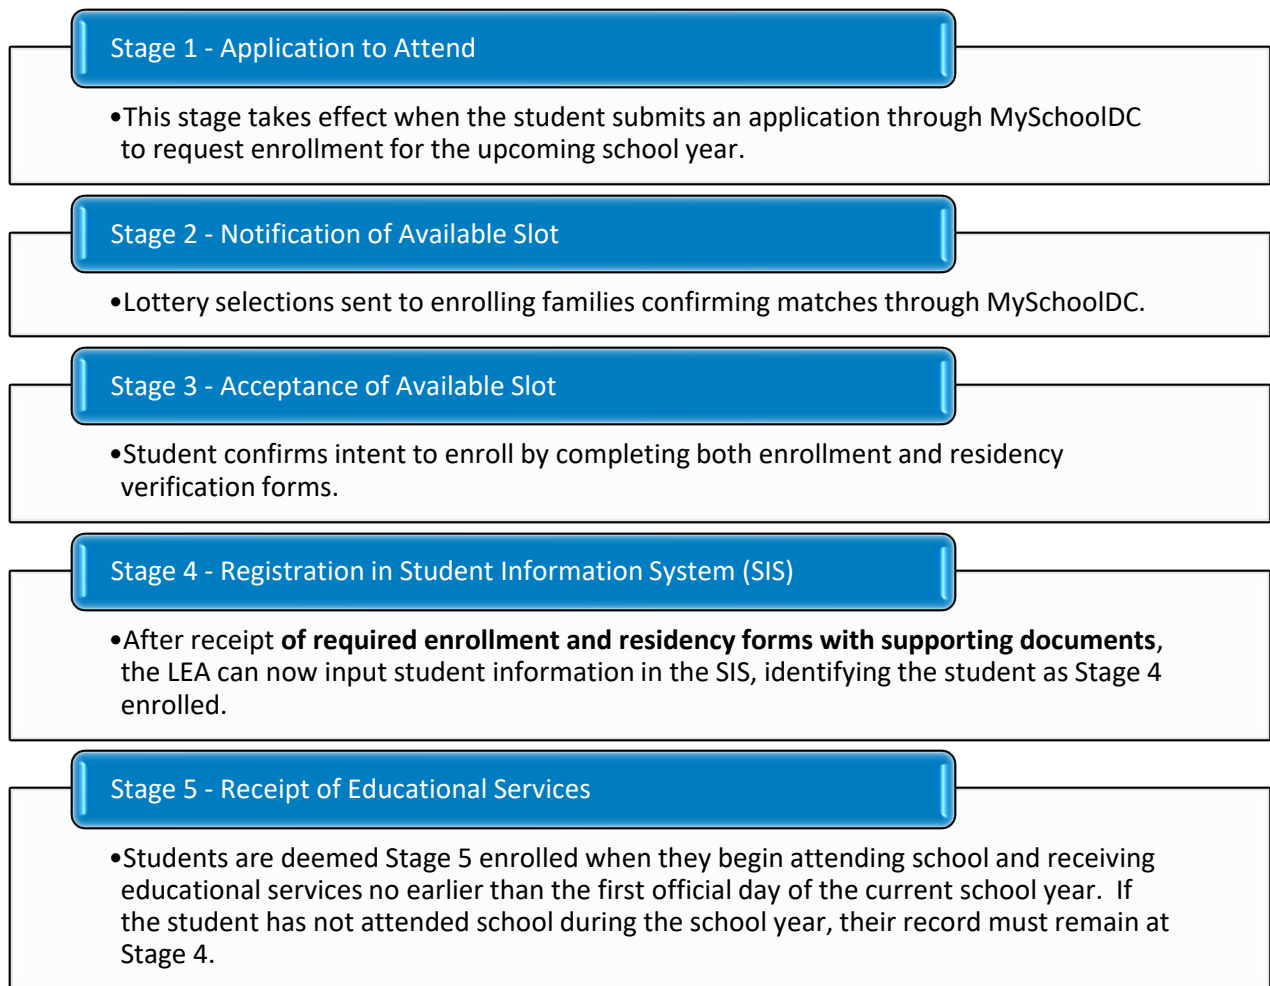 Stage 1 - Application to Attend
•This stage takes effect when the student submits an application through MySchoolDC
to request enrollment for the upcoming school year.
Stage 2 - Notification of Available Slot
•Lottery selections sent to enrolling families confirming matches through MySchoolDC.
Stage 3 - Acceptance of Available Slot
•Student confirms intent to enroll by completing both enrollment and residency
verification forms.
Stage 4 - Registration in Student Information System (SIS)
•After receipt of required enrollment and residency forms with supporting documents,
the LEA can now input student information in the SIS, identifying the student as Stage 4
enrolled.
Stage 5 - Receipt of Educational Services
•Students are deemed Stage 5 enrolled when they begin attending school and receiving
educational services no earlier than the first official day of the current school year.  If
the student has not attended school during the school year, their record must remain at
Stage 4.